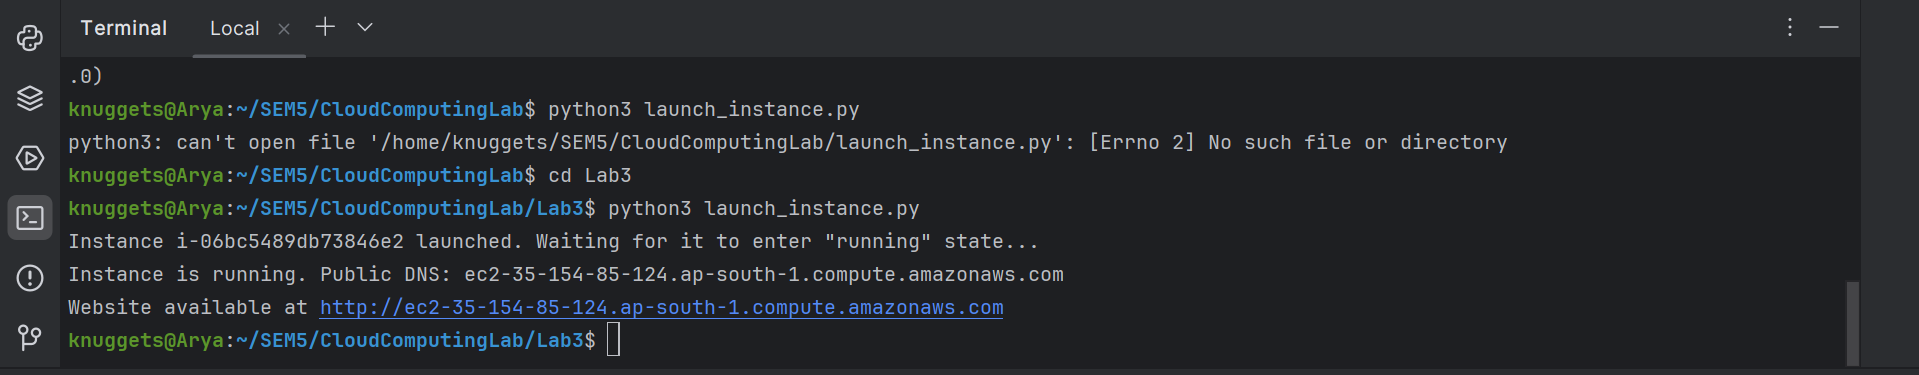 Terminal Local
.0)
knuggets@Arya:~/SEM5/CloudComputingLab$ python3 launch_instance.py
python3: can't open file '/home/knuggets/SEM5/CloudComputingLab/launch_instance.py': [Errno 2] No such file or directory
knuggets@Arya:~/SEM5/CloudComputingLab$ cd Lab3
knuggets@Arya:~/SEM5/CloudComputingLab/Lab3$ python3 launch_instance.py
Instance i-06bc5489db73846e2 launched. Waiting for it to enter "running" state...
Instance is running. Public DNS: ec2-35-154-85-124.ap-south-1.compute.amazonaws.com
Website available at http://ec2-35-154-85-124.ap-south-1.compute.amazonaws.com
knuggets@Arya:~/SEM5/CloudComputingLab/Lab3$